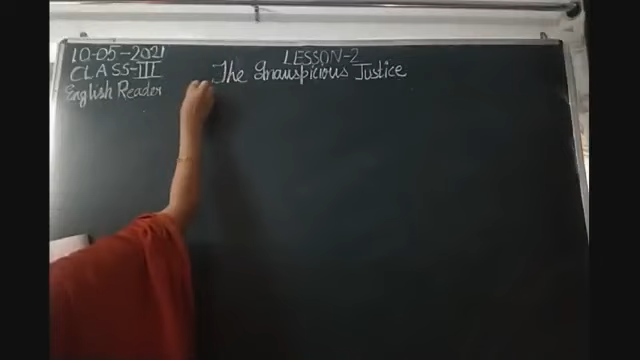 10-05-2021
CLASS-III
English Reader
LESSON-2
The Inauspicious Justice